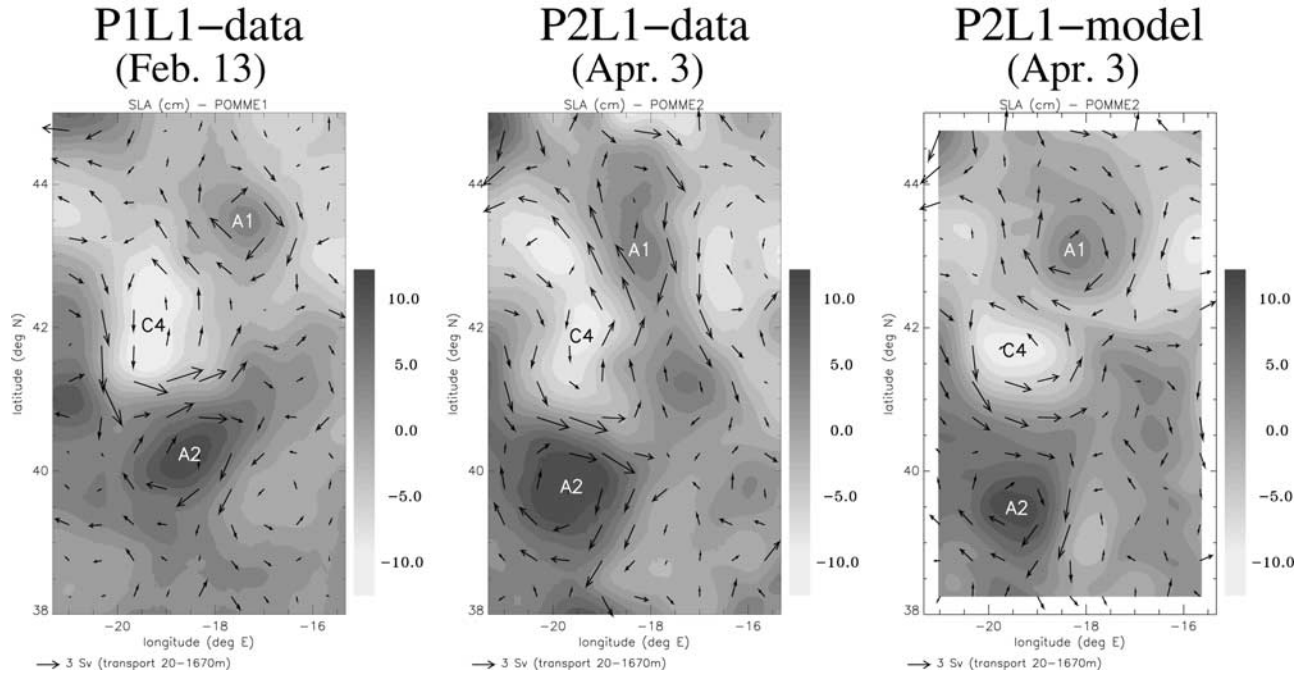 P1L1−data
(Feb. 13)
SLA (cm) − POMME1
44
42
40
38
latitude (deg N)
A1
C4
A2
10.0
5.0
0.0
−5.0
−10.0
−20
−18
−16
longitude (deg E)
3 Sv (transport 20−1670m)
P2L1−data
(Apr. 3)
SLA (cm) − POMME2
44
42
40
38
latitude (deg N)
A1
C4
A2
10.0
5.0
0.0
−5.0
−10.0
−20
−18
−16
longitude (deg E)
3 Sv (transport 20−1670m)
P2L1−model
(Apr. 3)
SLA (cm) − POMME2
44
42
40
38
latitude (deg N)
A1
C4
A2
10.0
5.0
0.0
−5.0
−10.0
−20
−18
−16
longitude (deg E)
3 Sv (transport 20−1670m)